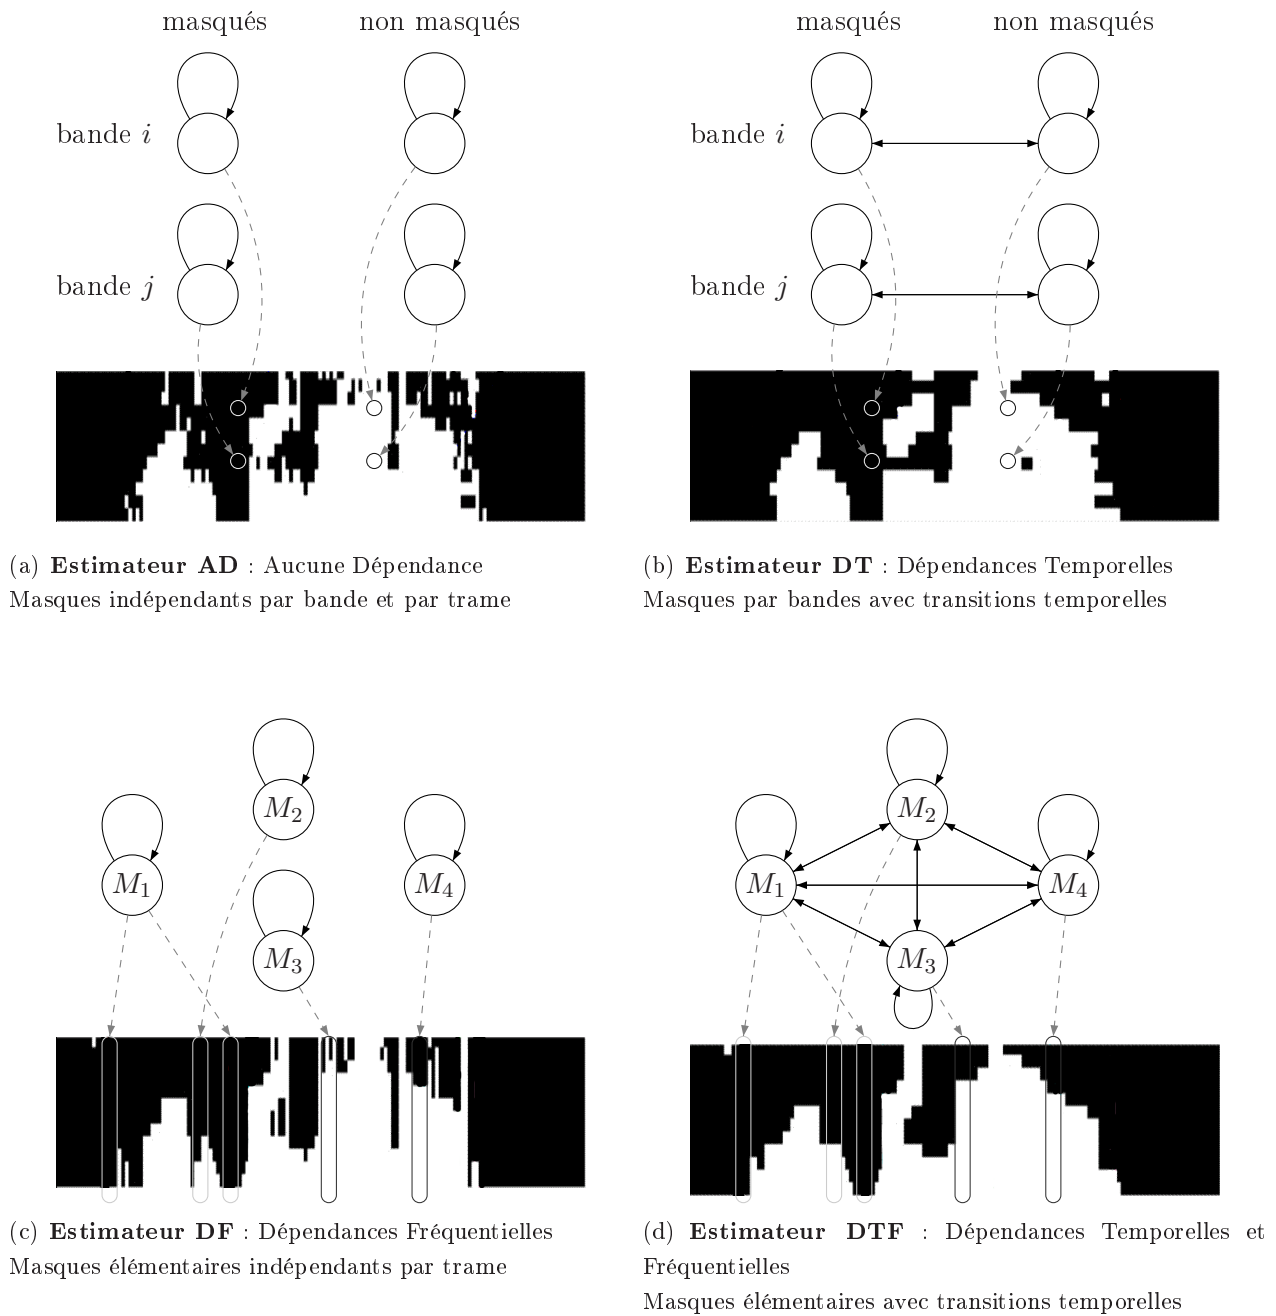 masqués non masqués
bande i
bande j
(a) Estimateur AD : Aucune Dépendance
Masques indépendants par bande et par trame
masqués non masqués
bande i
bande j
(b) Estimateur DT : Dépendances Temporelles
Masques par bandes avec transitions temporelles
M2
M1 M4
M3
(c) Estimateur DF : Dépendances Fréquentielles
Masques élémentaires indépendants par trame
M2
M1 M4
M3
(d) Estimateur DTF : Dépendances Temporelles et
Fréquentielles
Masques élémentaires avec transitions temporelles